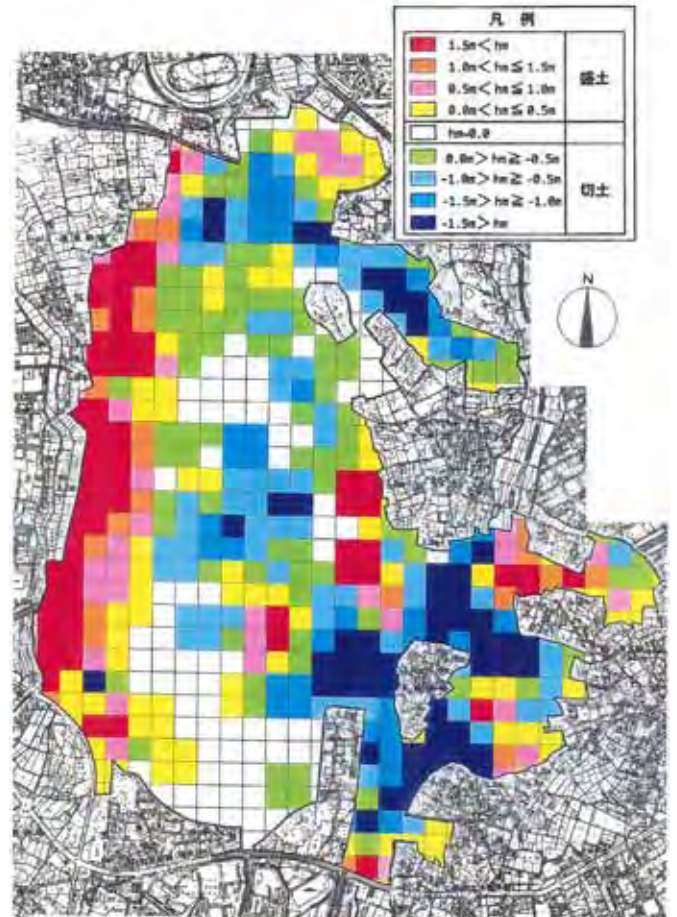 凡 例
1.5m＜hm
1.0m＜hm≦1.5m
0.5m＜hm≦1.0m
0.0m＜hm≦0.5m
盛土
hm=0.0
0.0m＞hm≧-0.5m
-1.0m＞hm≧-0.5m
-1.5m＞hm≧-1.0m
-1.5m＞hm
切土
N